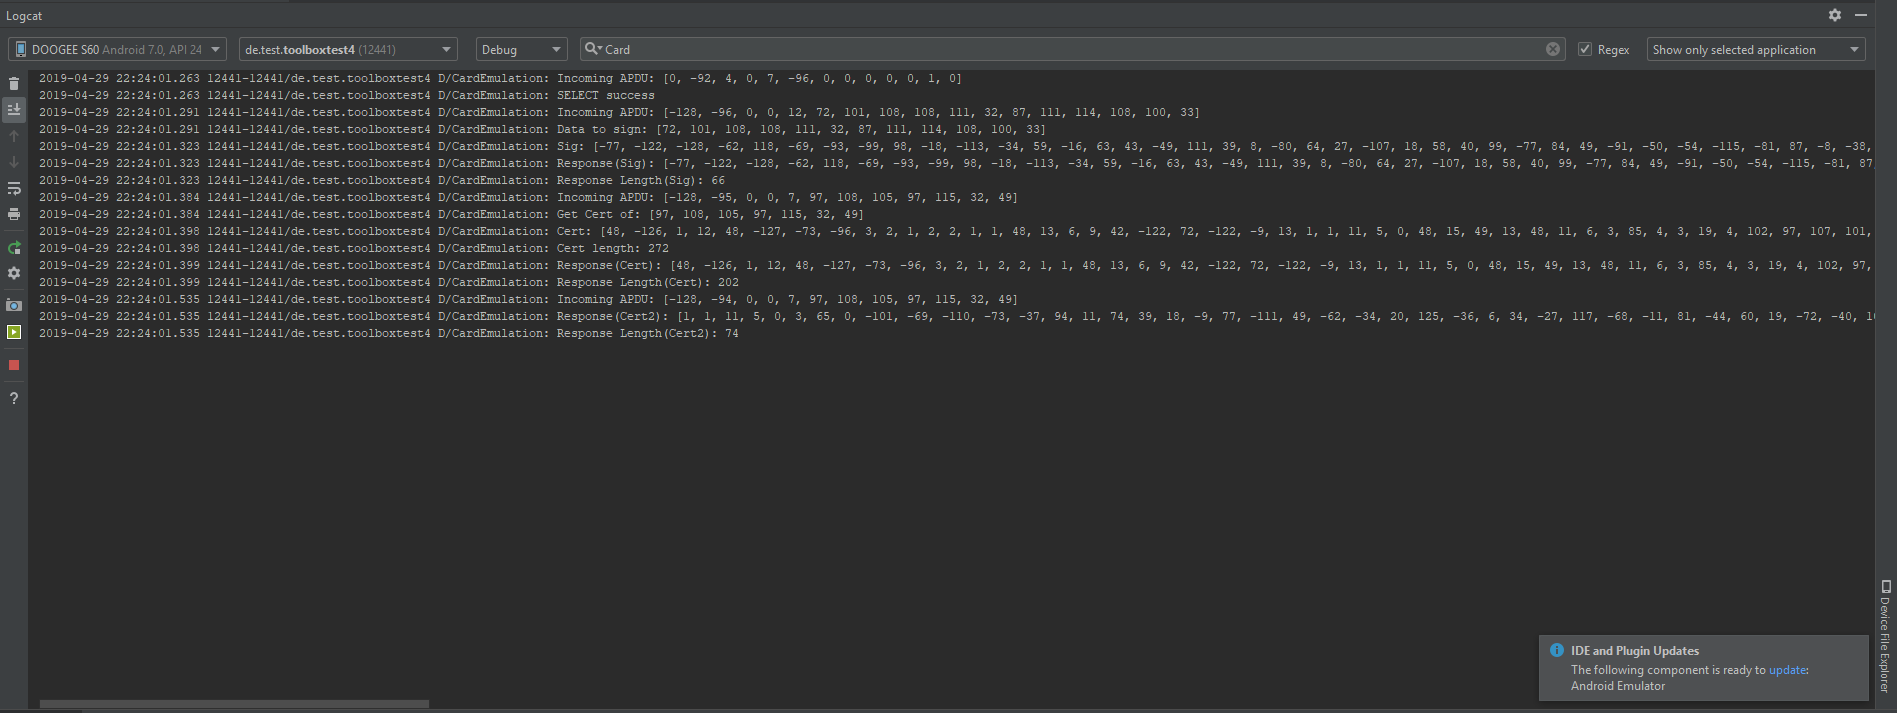 Logcat
DOOGEE S60 Android 7.0, API 24
de.test.toolboxtest4 (12441)
Debug
Card
Regex
Show only selected application
2019-04-29 22:24:01.263 12441-12441/de.test.toolboxtest4 D/CardEmulation: Incoming APDU: [0, -92, 4, 0, 7, -96, 0, 0, 0, 0, 0, 1, 0]
2019-04-29 22:24:01.263 12441-12441/de.test.toolboxtest4 D/CardEmulation: SELECT success
2019-04-29 22:24:01.291 12441-12441/de.test.toolboxtest4 D/CardEmulation: Incoming APDU: [-128, -96, 0, 0, 12, 72, 101, 108, 108, 111, 32, 87, 111, 114, 108, 100, 33]
2019-04-29 22:24:01.291 12441-12441/de.test.toolboxtest4 D/CardEmulation: Data to sign: [72, 101, 108, 108, 111, 32, 87, 111, 114, 108, 100, 33]
2019-04-29 22:24:01.323 12441-12441/de.test.toolboxtest4 D/CardEmulation: Sig: [-77, -122, -128, -62, 118, -69, -93, -99, 98, -18, -113, -34, 59, -16, 63, 43, -49, 111, 39, 8, -80, 64, 27, -107, 18, 58, 40, 99, -77, 84, 49, -91, -50, -54, -115, -81, 87, -8, -38,
2019-04-29 22:24:01.323 12441-12441/de.test.toolboxtest4 D/CardEmulation: Response(Sig): [-77, -122, -128, -62, 118, -69, -93, -99, 98, -18, -113, -34, 59, -16, 63, 43, -49, 111, 39, 8, -80, 64, 27, -107, 18, 58, 40, 99, -77, 84, 49, -91, -50, -54, -115, -81, 87
2019-04-29 22:24:01.323 12441-12441/de.test.toolboxtest4 D/CardEmulation: Response Length(Sig): 66
2019-04-29 22:24:01.384 12441-12441/de.test.toolboxtest4 D/CardEmulation: Incoming APDU: [-128, -95, 0, 0, 7, 97, 108, 105, 97, 115, 32, 49]
2019-04-29 22:24:01.384 12441-12441/de.test.toolboxtest4 D/CardEmulation: Get Cert of: [97, 108, 105, 97, 115, 32, 49]
2019-04-29 22:24:01.398 12441-12441/de.test.toolboxtest4 D/CardEmulation: Cert: [48, -126, 1, 12, 48, -127, -73, -96, 3, 2, 1, 2, 2, 1, 1, 48, 13, 6, 9, 42, -122, 72, -122, -9, 13, 1, 1, 11, 5, 0, 48, 15, 49, 13, 48, 11, 6, 3, 85, 4, 3, 19, 4, 102, 97, 107, 101,
2019-04-29 22:24:01.398 12441-12441/de.test.toolboxtest4 D/CardEmulation: Cert length: 272
2019-04-29 22:24:01.399 12441-12441/de.test.toolboxtest4 D/CardEmulation: Response(Cert): [48, -126, 1, 12, 48, -127, -73, -96, 3, 2, 1, 2, 2, 1, 1, 48, 13, 6, 9, 42, -122, 72, -122, -9, 13, 1, 1, 11, 5, 0, 48, 15, 49, 13, 48, 11, 6, 3, 85, 4, 3, 19, 4, 102, 97,
2019-04-29 22:24:01.399 12441-12441/de.test.toolboxtest4 D/CardEmulation: Response Length(Cert): 202
2019-04-29 22:24:01.535 12441-12441/de.test.toolboxtest4 D/CardEmulation: Incoming APDU: [-128, -94, 0, 0, 7, 97, 108, 105, 97, 115, 32, 49]
2019-04-29 22:24:01.535 12441-12441/de.test.toolboxtest4 D/CardEmulation: Response(Cert2): [1, 1, 11, 5, 0, 3, 65, 0, -101, -69, -110, -73, -37, 94, 11, 74, 39, 18, -9, 77, -111, 49, -62, -34, 20, 125, -36, 6, 34, -27, 117, -68, -11, 81, -44, 60, 19, -72, -40,
2019-04-29 22:24:01.535 12441-12441/de.test.toolboxtest4 D/CardEmulation: Response Length(Cert2): 74
Device File Explorer
IDE and Plugin Updates
The following component is ready to update:
Android Emulator